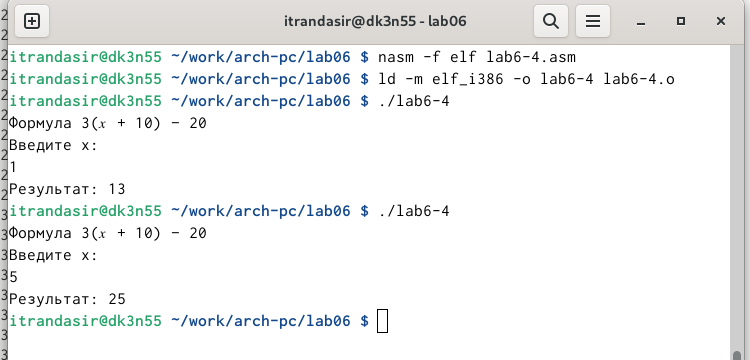 itrandasir@dk3n55 - lab06
itrandasir@dk3n55 ~/work/arch-pc/lab06 $ nasm -f elf lab6-4.asm
itrandasir@dk3n55 ~/work/arch-pc/lab06 $ ld -m elf_i386 -o lab6-4 lab6-4.o
itrandasir@dk3n55 ~/work/arch-pc/lab06 $ ./lab6-4
Формула 3(𝑥 + 10) − 20
Введите x:
1
Результат: 13
itrandasir@dk3n55 ~/work/arch-pc/lab06 $ ./lab6-4
Формула 3(𝑥 + 10) − 20
Введите x:
5
Результат: 25
itrandasir@dk3n55 ~/work/arch-pc/lab06 $